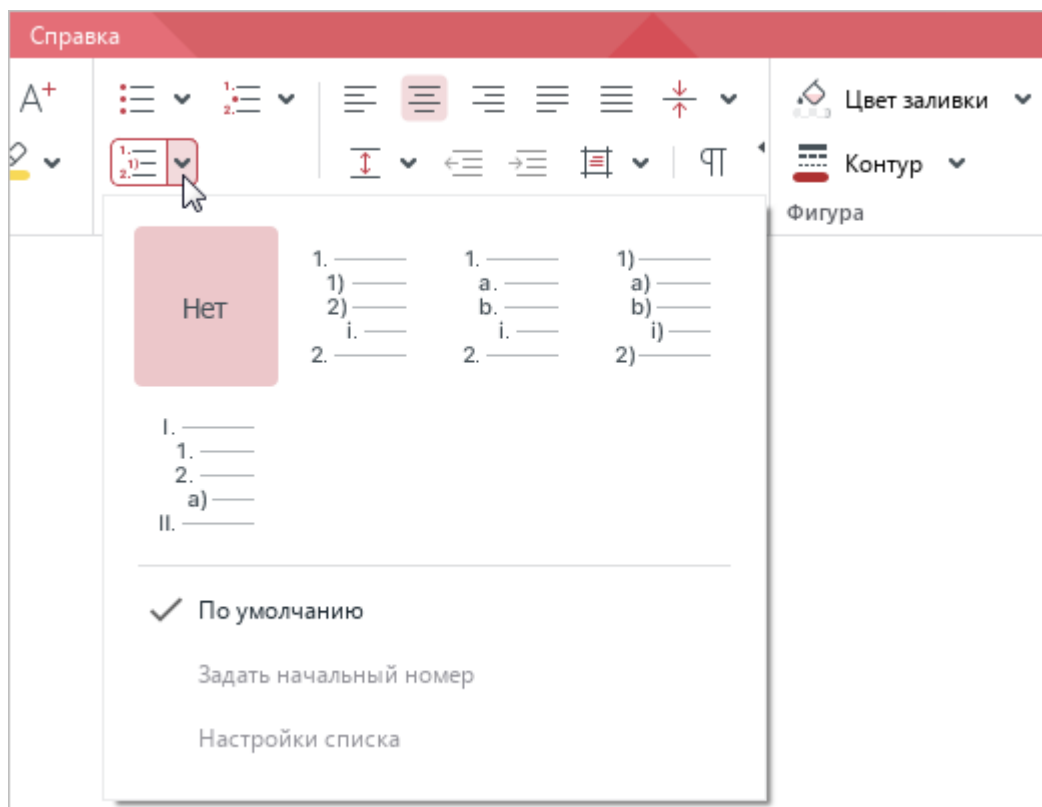 Справка
A+
Цвет заливки
Контур
Фигура
Нет
1.
1)
2)
i.
2.
1.
a.
b.
i.
2.
1)
a)
b)
i)
2)
I.
1.
2.
a)
II.
По умолчанию
Задать начальный номер
Настройки списка